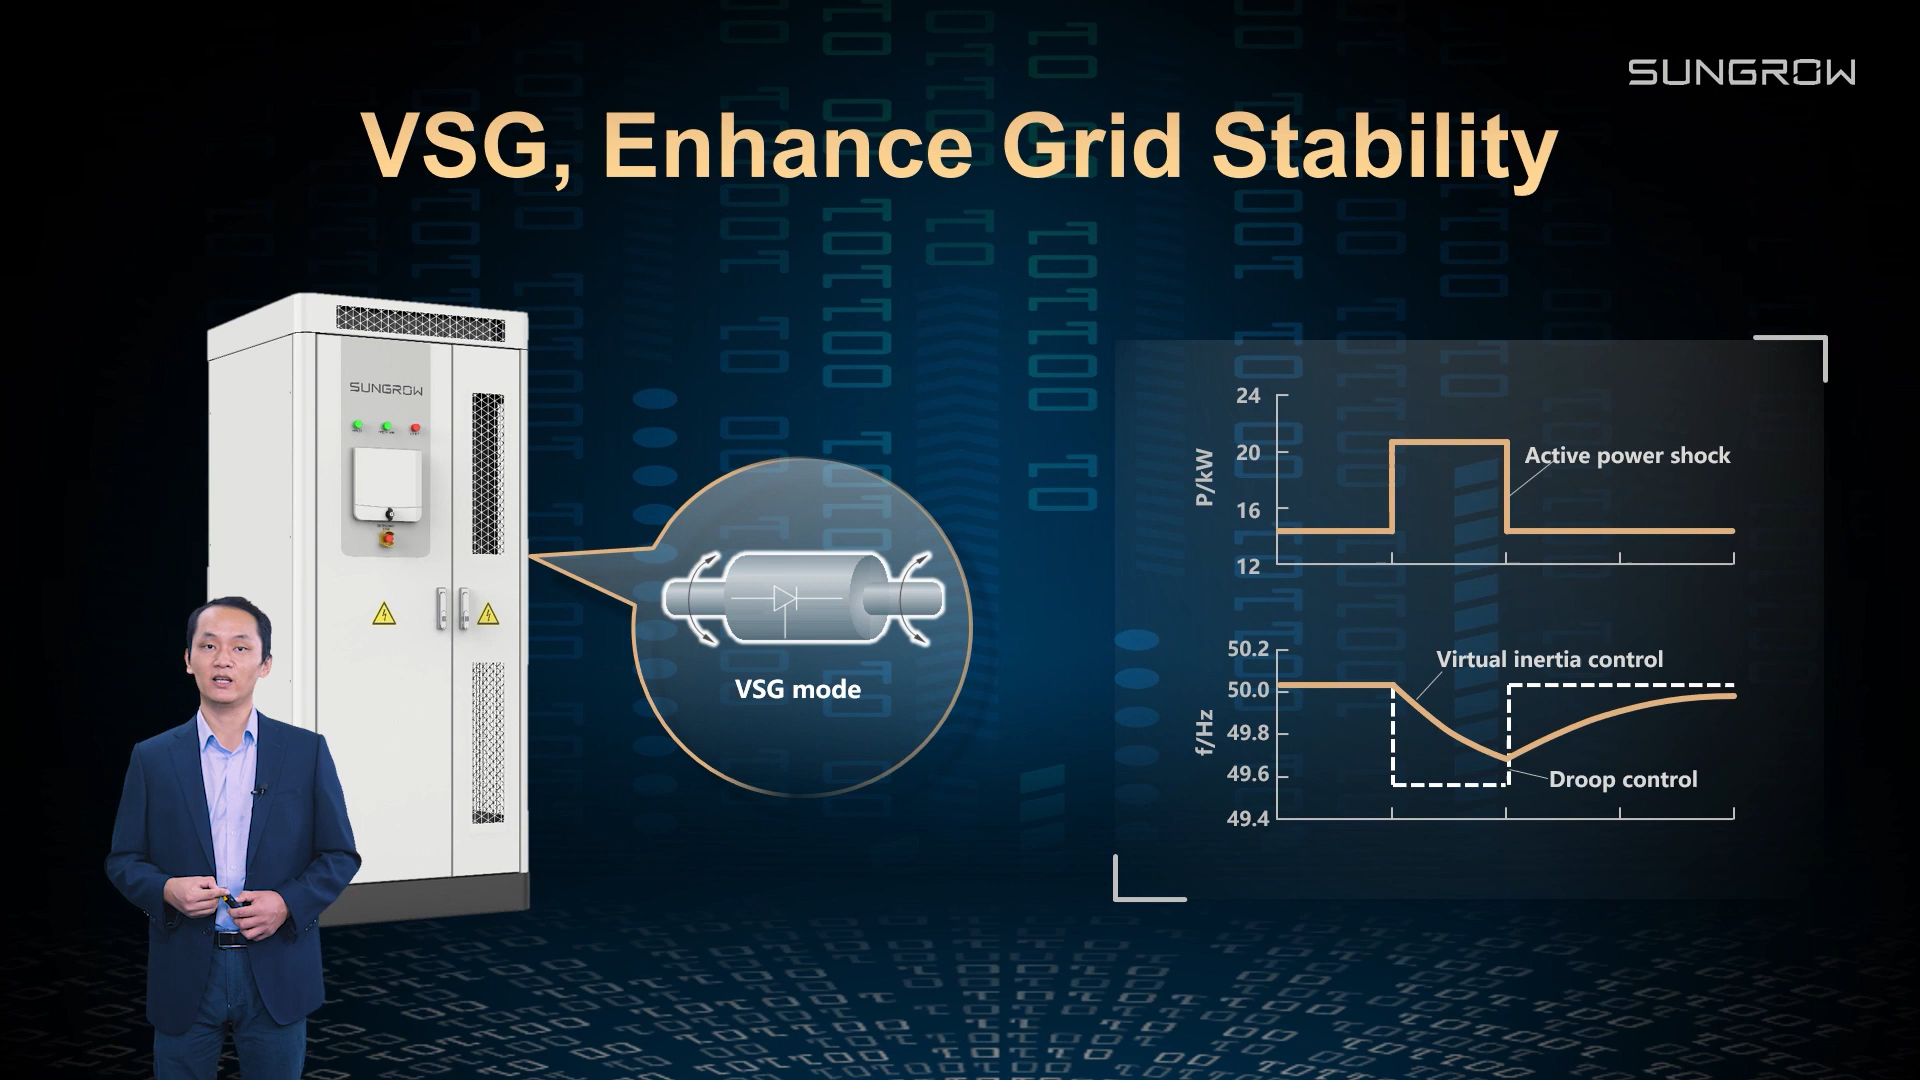 SUNGROW
VSG, Enhance Grid Stability
SUNGROW
VSG mode
24
20
16
12
P/kW
Active power shock
50.2
50.0
49.8
49.6
49.4
f/Hz
Virtual inertia control
Droop control